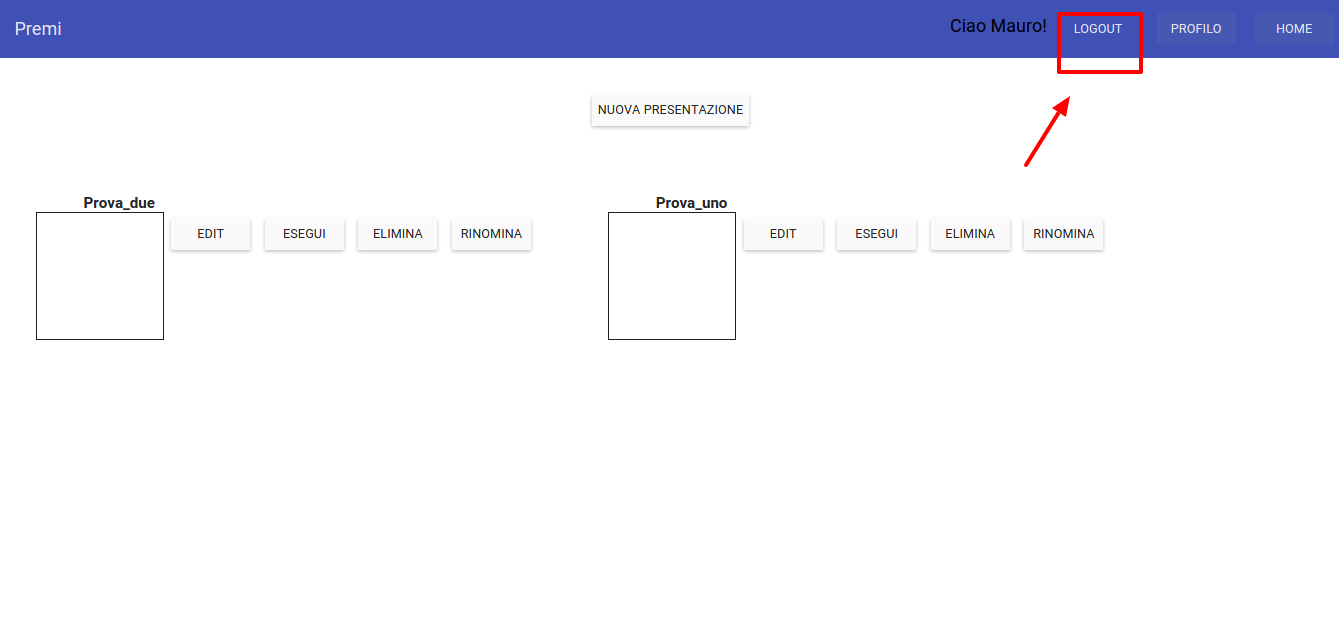 Premi
Ciao Mauro! LOGOUT PROFILO HOME
NUOVA PRESENTAZIONE
Prova_due
EDIT ESEGUI ELIMINA RINOMINA
Prova_uno
EDIT ESEGUI ELIMINA RINOMINA